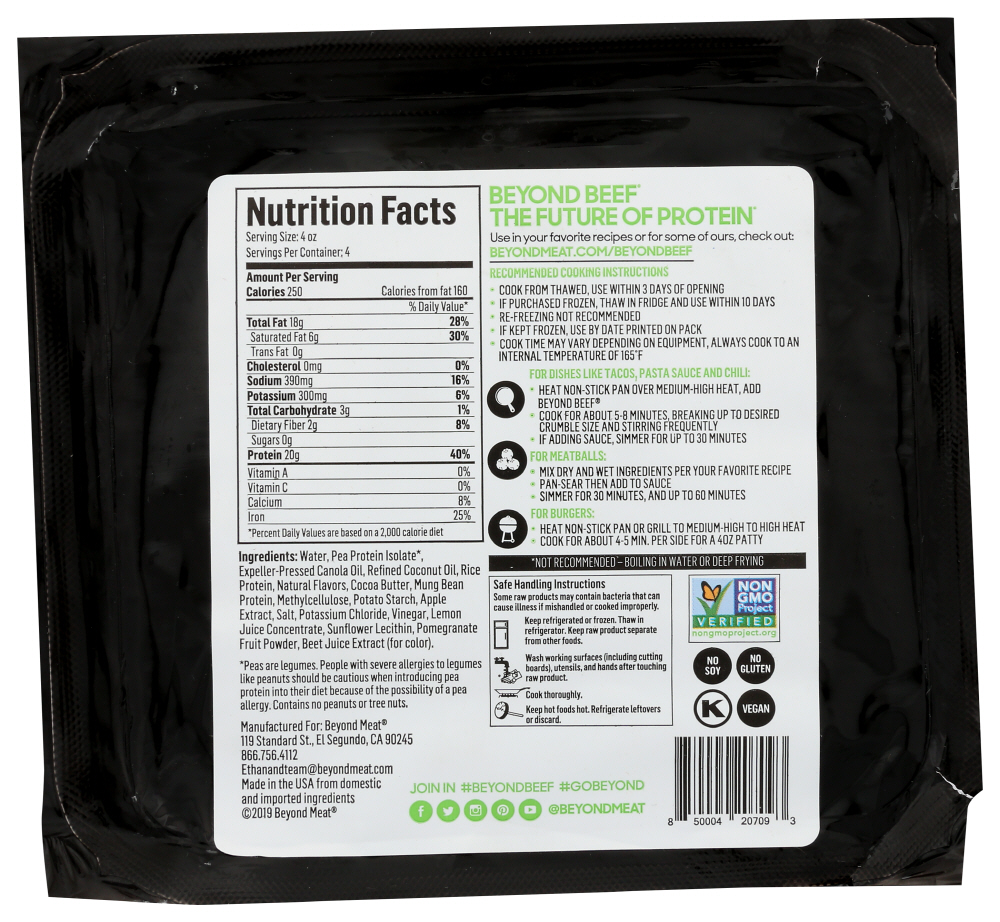 Nutrition Facts
Serving Size: 4 oz
Servings Per Container: 4
Amount Per Serving
Calories 250 Calories from fat 160
% Daily Value*
Total Fat 18g 28%
Saturated Fat 6g 30%
Trans Fat 0g
Cholesterol 0mg 0%
Sodium 390mg 16%
Potassium 300mg 6%
Total Carbohydrate 3g 1%
Dietary Fiber 2g 8%
Sugars 0g
Protein 20g 40%
Vitamin A 0%
Vitamin C 0%
Calcium 8%
Iron 25%
*Percent Daily Values are based on a 2,000 calorie diet
Ingredients: Water, Pea Protein Isolate*,
Expeller-Pressed Canola Oil, Refined Coconut Oil, Rice
Protein, Natural Flavors, Cocoa Butter, Mung Bean
Protein, Methylcellulose, Potato Starch, Apple
Extract, Salt, Potassium Chloride, Vinegar, Lemon
Juice Concentrate, Sunflower Lecithin, Pomegranate
Fruit Powder, Beet Juice Extract (for color).
*Peas are legumes. People with severe allergies to legumes
like peanuts should be cautious when introducing pea
protein into their diet because of the possibility of a pea
allergy. Contains no peanuts or tree nuts.
Manufactured For: Beyond Meat®
119 Standard St., El Segundo, CA 90245
866.756.4112
Ethanandteam@beyondmeat.com
Made in the USA from domestic
and imported ingredients
©2019 Beyond Meat®
BEYOND BEEF®
THE FUTURE OF PROTEIN®
Use in your favorite recipes or for some of ours, check out:
BEYONDMEAT.COM/BEYONDBEEF
RECOMMENDED COOKING INSTRUCTIONS
• COOK FROM THAWED, USE WITHIN 3 DAYS OF OPENING
• IF PURCHASED FROZEN, THAW IN FRIDGE AND USE WITHIN 10 DAYS
• RE-FREEZING NOT RECOMMENDED
• IF KEPT FROZEN, USE BY DATE PRINTED ON PACK
• COOK TIME MAY VARY DEPENDING ON EQUIPMENT, ALWAYS COOK TO AN
INTERNAL TEMPERATURE OF 165°F
FOR DISHES LIKE TACOS, PASTA SAUCE AND CHILI:
• HEAT NON-STICK PAN OVER MEDIUM-HIGH HEAT, ADD
BEYOND BEEF®
• COOK FOR ABOUT 5-8 MINUTES, BREAKING UP TO DESIRED
CRUMBLE SIZE AND STIRRING FREQUENTLY
• IF ADDING SAUCE, SIMMER FOR UP TO 30 MINUTES
FOR MEATBALLS:
• MIX DRY AND WET INGREDIENTS PER YOUR FAVORITE RECIPE
• PAN-SEAR THEN ADD TO SAUCE
• SIMMER FOR 30 MINUTES, AND UP TO 60 MINUTES
FOR BURGERS:
• HEAT NON-STICK PAN OR GRILL TO MEDIUM-HIGH TO HIGH HEAT
• COOK FOR ABOUT 4-5 MIN. PER SIDE FOR A 4OZ PATTY
*NOT RECOMMENDED – BOILING IN WATER OR DEEP FRYING
Safe Handling Instructions
Some raw products may contain bacteria that can
cause illness if mishandled or cooked improperly.
Keep refrigerated or frozen. Thaw in
refrigerator. Keep raw product separate
from other foods.
Wash working surfaces (including cutting
boards), utensils, and hands after touching
raw product.
Cook thoroughly.
Keep hot foods hot. Refrigerate leftovers
or discard.
NON
GMO
Project
VERIFIED
nongmoproject.org
NO
SOY
NO
GLUTEN
K
VEGAN
JOIN IN #BEYONDBEEF #GOBEYOND
@BEYONDMEAT
8 50004 20709 3